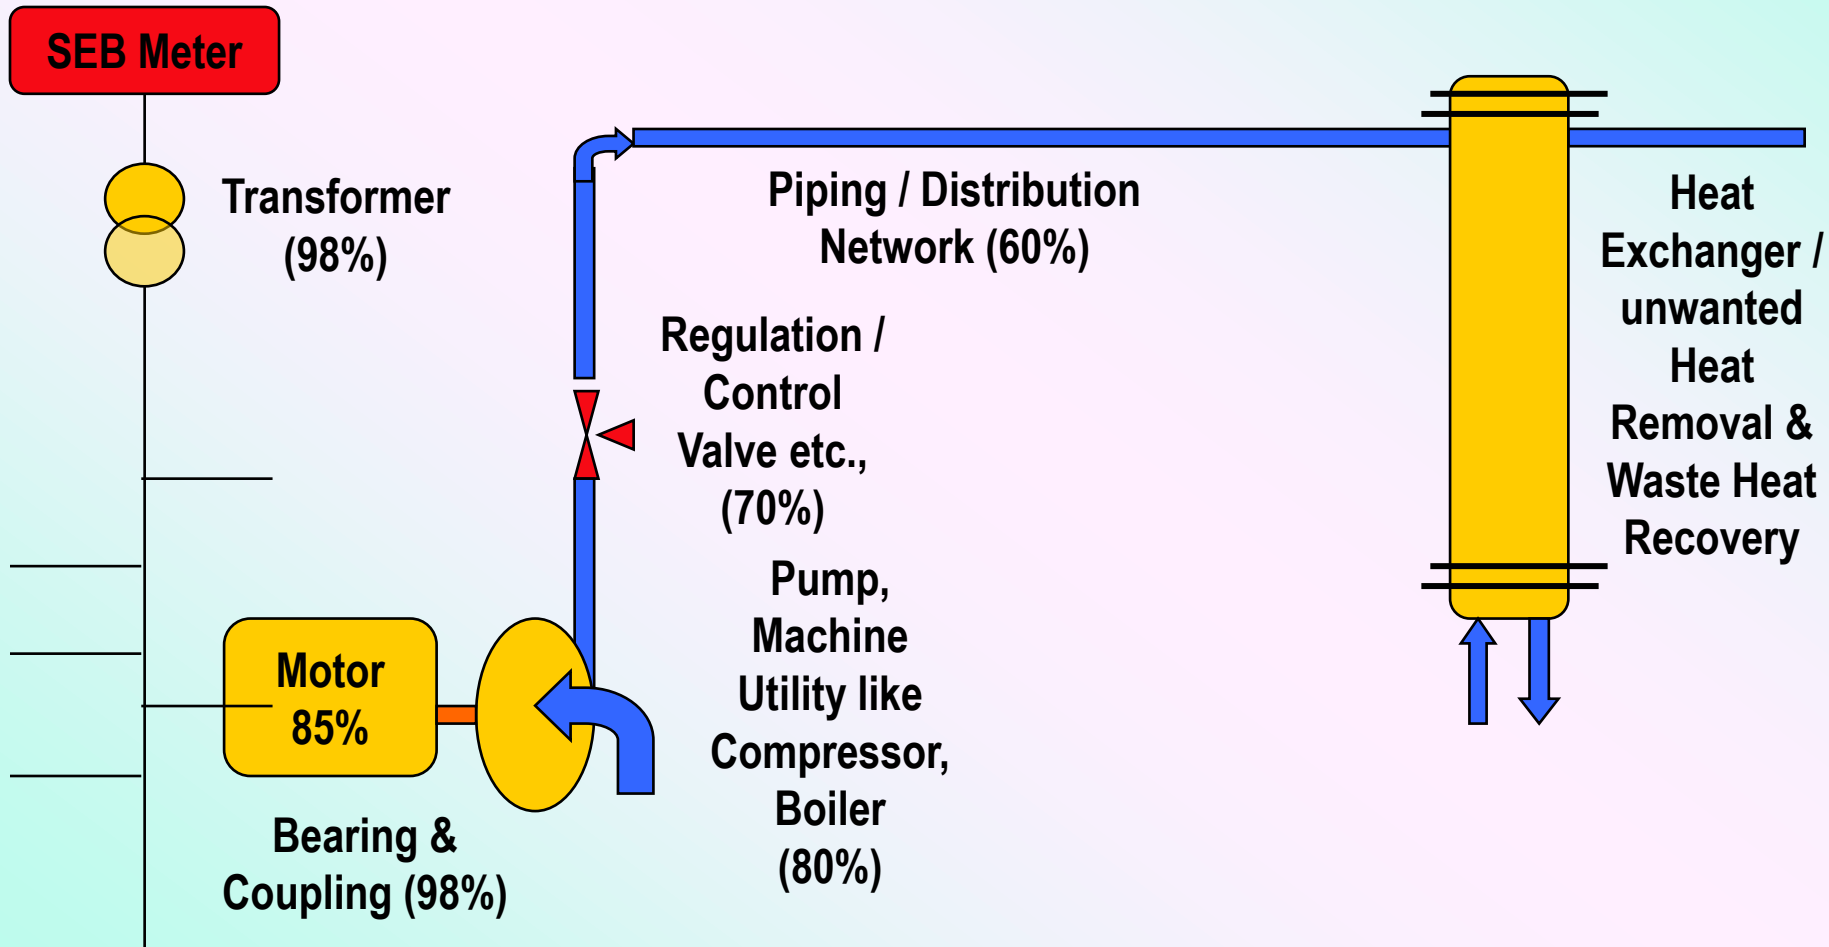 SEB Meter
Transformer
(98%)
Piping / Distribution
Network (60%)
Heat
Exchanger /
unwanted
Heat
Removal &
Waste Heat
Recovery
Regulation /
Control
Valve etc.,
(70%)
Pump,
Machine
Utility like
Compressor,
Boiler
(80%)
Motor
85%
Bearing &
Coupling (98%)